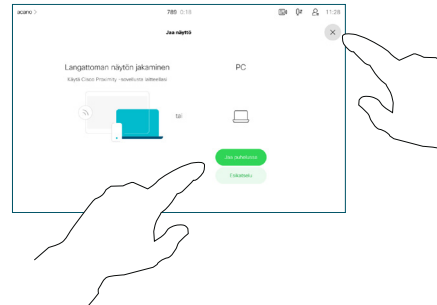 acano >
789 0:18
11:28
Jaa näyttö
Langattoman näytön jakaminen
Käytä Cisco Proximity -sovellusta laitteellasi
PC
tai
Jaa puhelussa
Esikatselu